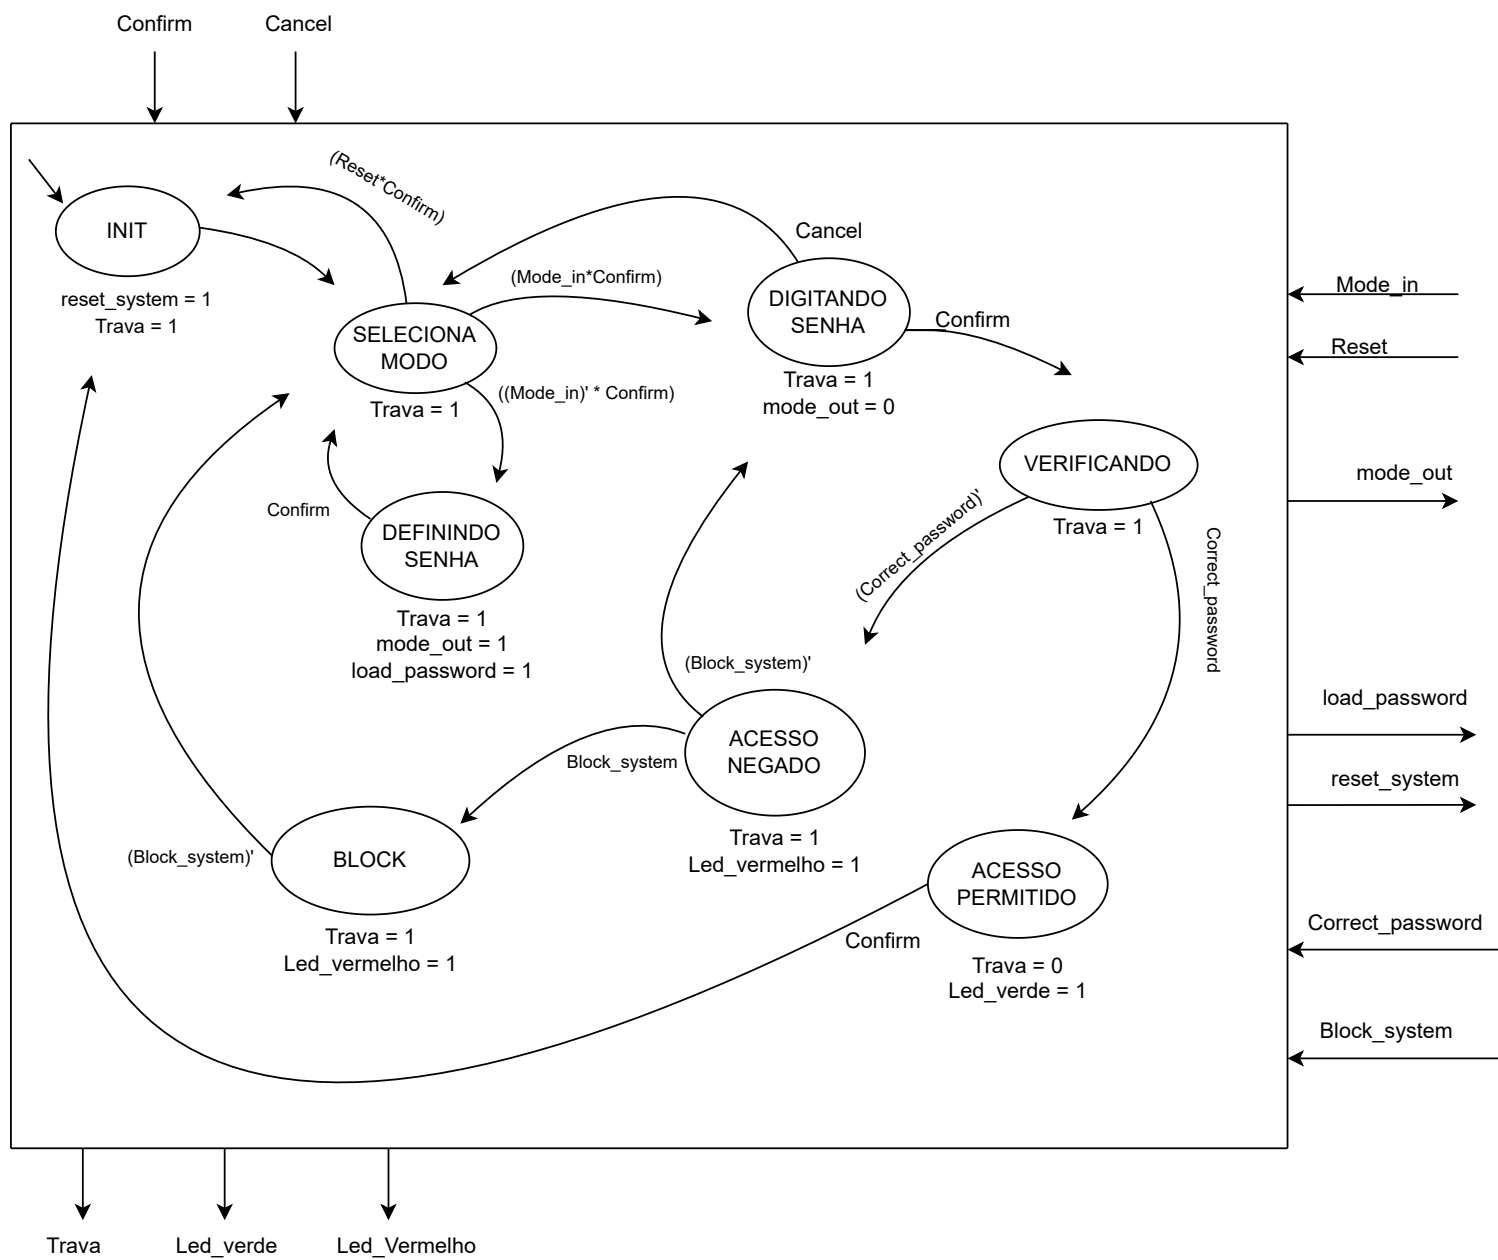 Confirm
Cancel
(Reset*Confirm)
INIT
reset_system = 1
Trava = 1
SELECIONA
MODO
Trava = 1
(Mode_in*Confirm)
((Mode_in)' * Confirm)
Cancel
DIGITANDO
SENHA
Trava = 1
mode_out = 0
Confirm
Mode_in
Reset
mode_out
VERIFICANDO
Trava = 1
(Correct_password)'
Correct_password
Confirm
DEFININDO
SENHA
Trava = 1
mode_out = 1
load_password = 1
(Block_system)'
ACESSO
NEGADO
Trava = 1
Led_vermelho = 1
Block_system
BLOCK
(Block_system)'
Trava = 1
Led_vermelho = 1
ACESSO
PERMITIDO
Trava = 0
Led_verde = 1
Confirm
load_password
reset_system
Correct_password
Block_system
Trava
Led_verde
Led_Vermelho